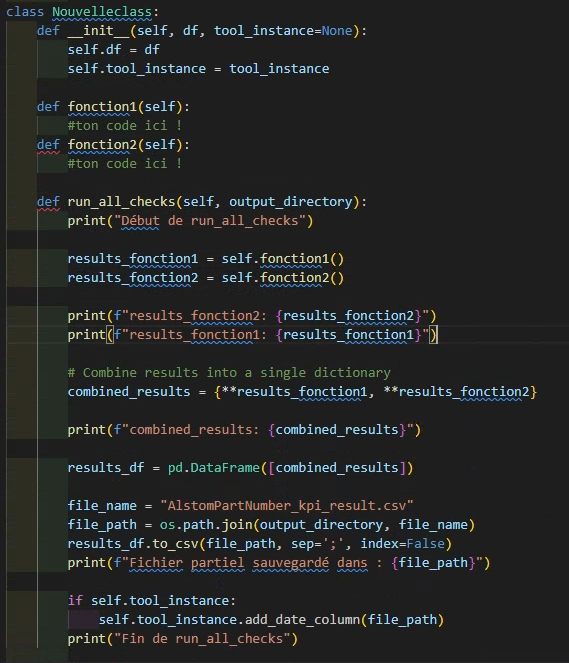 class Nouvelleclass:
    def __init__(self, df, tool_instance=None):
        self.df = df
        self.tool_instance = tool_instance

    def fonction1(self):
        #ton code ici !
    def fonction2(self):
        #ton code ici !

    def run_all_checks(self, output_directory):
        print("Début de run_all_checks")

        results_fonction1 = self.fonction1()
        results_fonction2 = self.fonction2()

        print(f"results_fonction2: {results_fonction2}")
        print(f"results_fonction1: {results_fonction1}")

        # Combine results into a single dictionary
        combined_results = {**results_fonction1, **results_fonction2}

        print(f"combined_results: {combined_results}")

        results_df = pd.DataFrame([combined_results])

        file_name = "AlstomPartNumber_kpi_result.csv"
        file_path = os.path.join(output_directory, file_name)
        results_df.to_csv(file_path, sep=';', index=False)
        print(f"Fichier partiel sauvegardé dans : {file_path}")

        if self.tool_instance:
            self.tool_instance.add_date_column(file_path)
        print("Fin de run_all_checks")